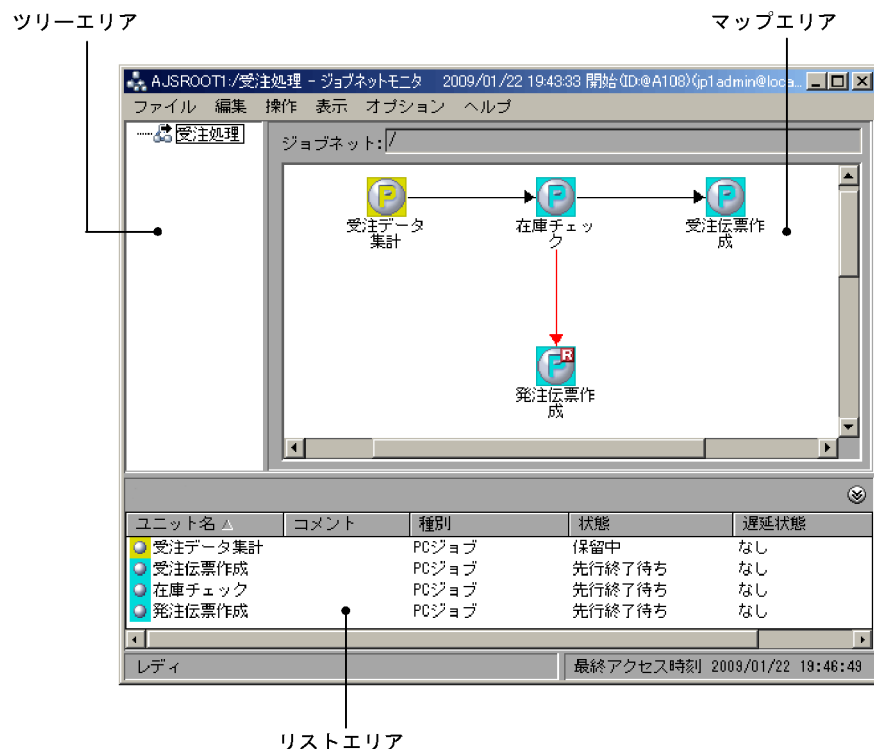 ツリーエリア
マップエリア
AJSROOT1:/受注処理 - ジョブネットモニタ 2009/01/22 19:43:33 開始(ID:@A108)(jp1admin@loca...
ファイル 編集 操作 表示 オプション ヘルプ
受注処理
ジョブネット: /
受注データ集計
在庫チェック
受注伝票作成
発注伝票作成
ユニット名 △ コメント 種別 状態 遅延状態
受注データ集計 PCジョブ 保留中 なし
受注伝票作成 PCジョブ 先行終了待ち なし
在庫チェック PCジョブ 先行終了待ち なし
発注伝票作成 PCジョブ 先行終了待ち なし
レディ 最終アクセス時刻 2009/01/22 19:46:49
リストエリア